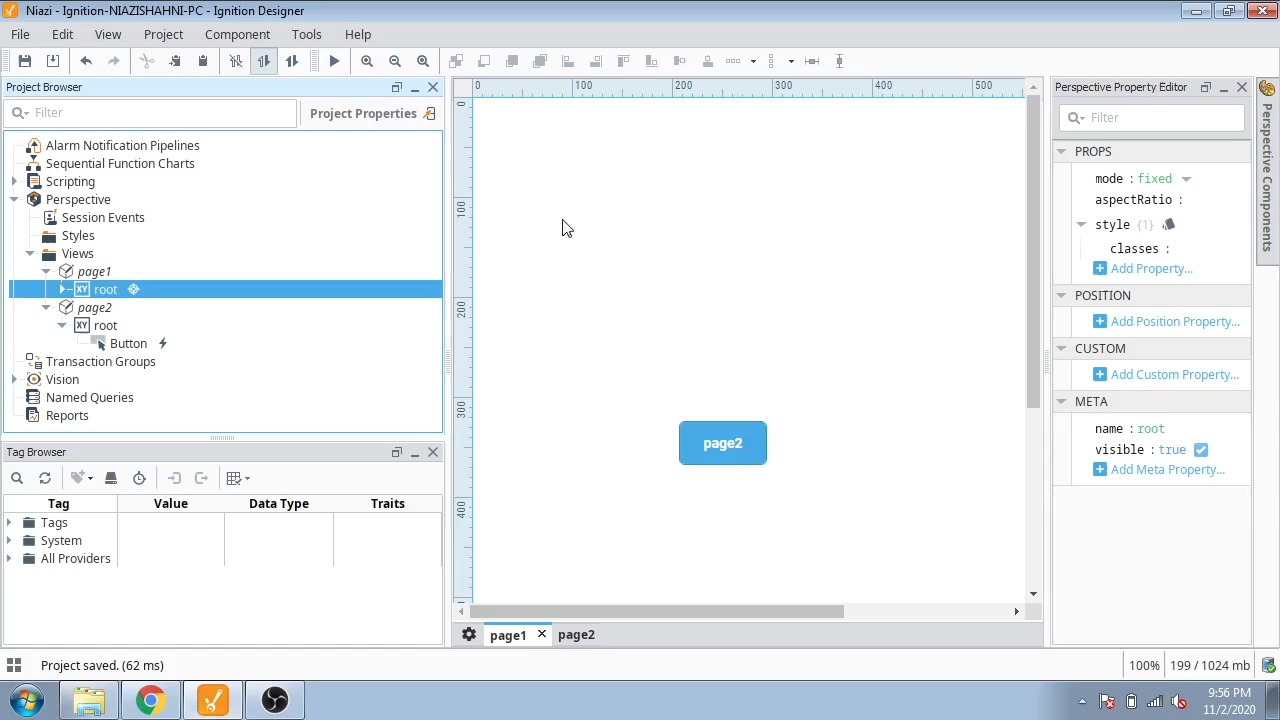 Niazi - Ignition-NIAZISHAHNI-PC - Ignition Designer
File Edit View Project Component Tools Help
Project Browser
Filter
Project Properties
Alarm Notification Pipelines
Sequential Function Charts
Scripting
Perspective
Session Events
Styles
Views
page1
XY root
page2
XY root
Button
Transaction Groups
Vision
Named Queries
Reports
Tag Browser
Tag Value Data Type Traits
Tags
System
All Providers
0 100 200 300 400 500
0
100
200
300
400
page2
page1 page2
Perspective Property Editor
Filter
PROPS
mode : fixed
aspectRatio :
style {1}
classes :
Add Property...
POSITION
Add Position Property...
CUSTOM
Add Custom Property...
META
name : root
visible : true
Add Meta Property...
Perspective Components
Project saved. (62 ms)
100% 199 / 1024 mb
9:56 PM
11/2/2020